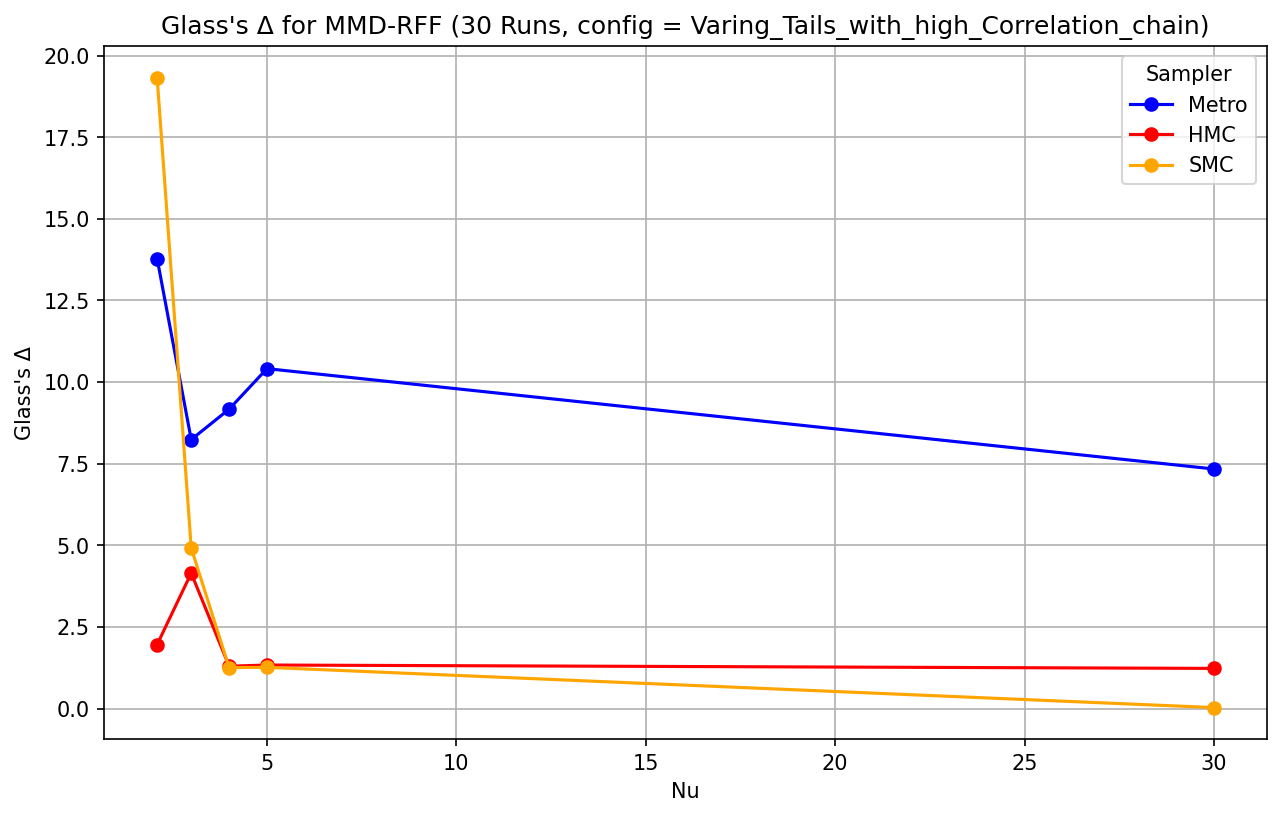 Glass's Δ for MMD-RFF (30 Runs, config = Varing_Tails_with_high_Correlation_chain)
Glass's Δ
20.0
17.5
15.0
12.5
10.0
7.5
5.0
2.5
0.0
Sampler
Metro
HMC
SMC
5
10
15
20
25
30
Nu